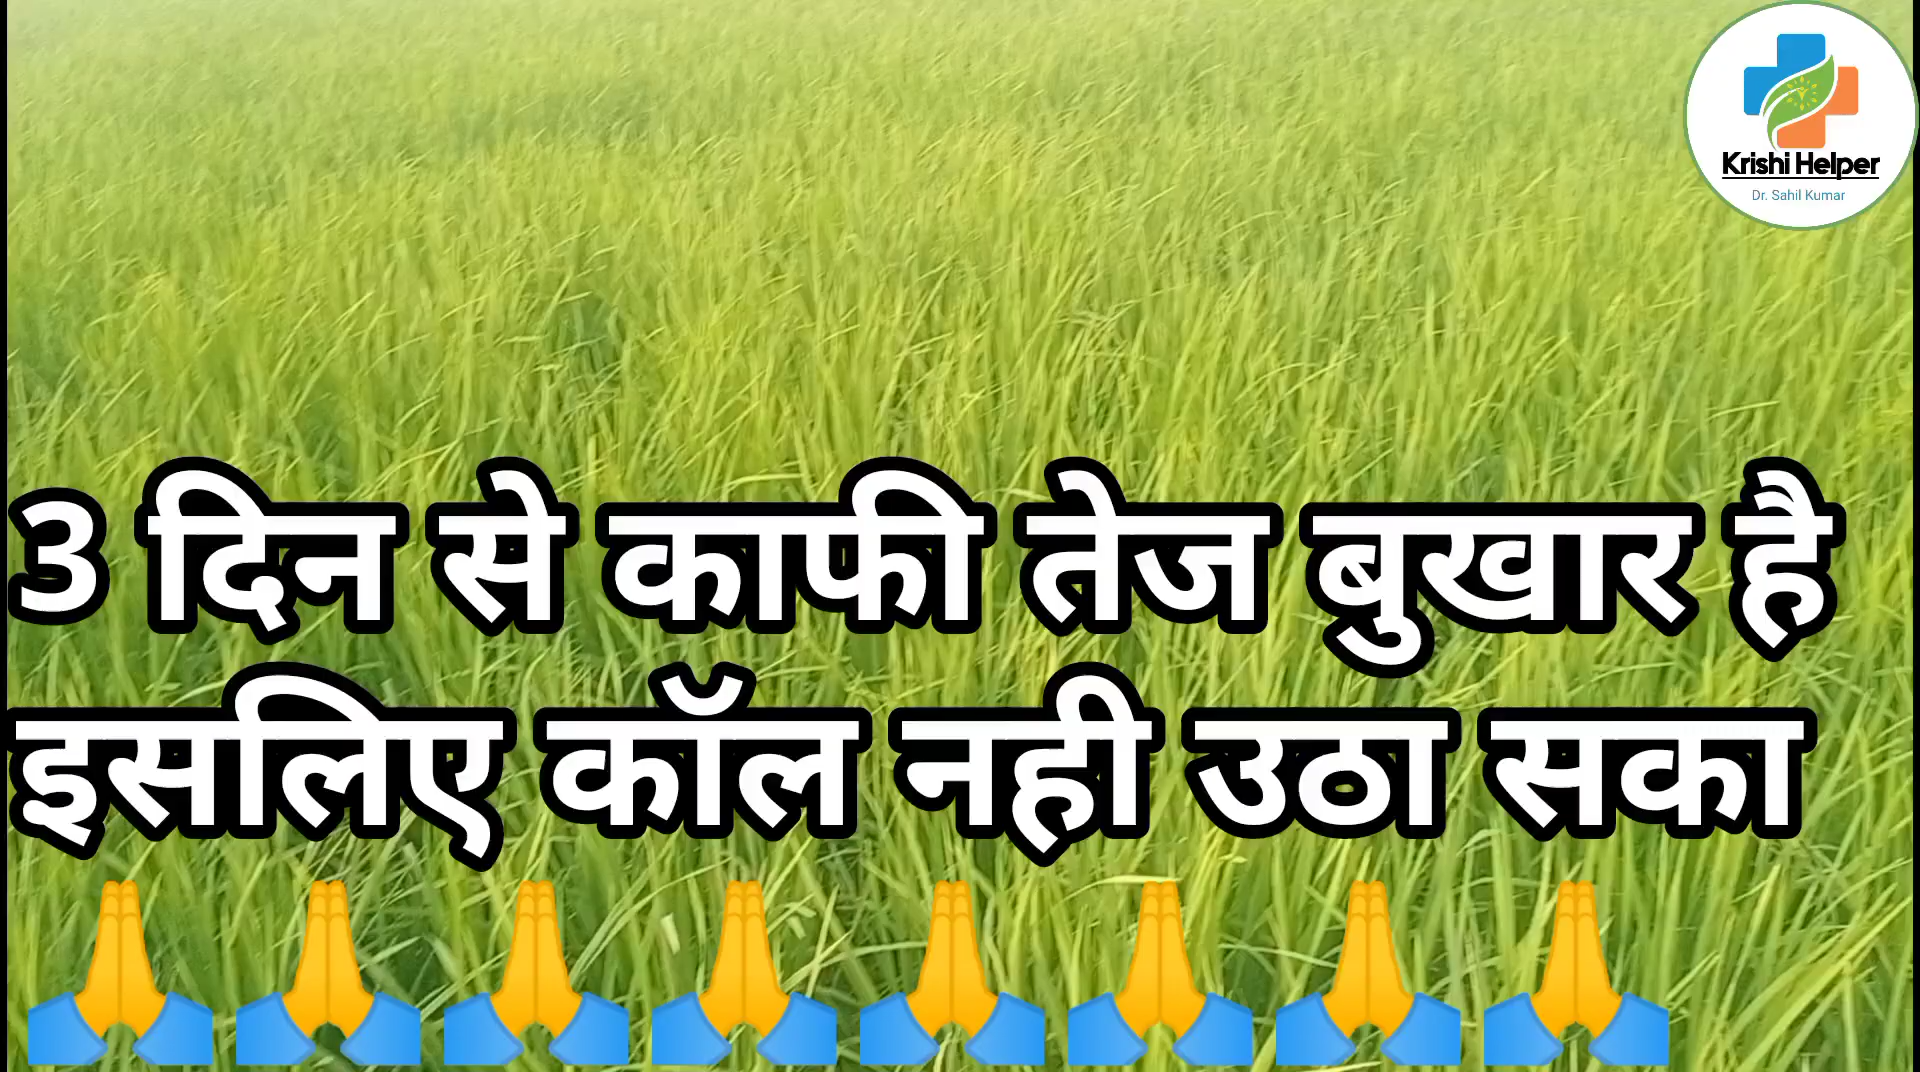 Krishi Helper
Dr. Sahil Kumar
3 दिन से काफी तेज बुखार है
इसलिए कॉल नही उठा सका
🙏🙏🙏🙏🙏🙏🙏🙏